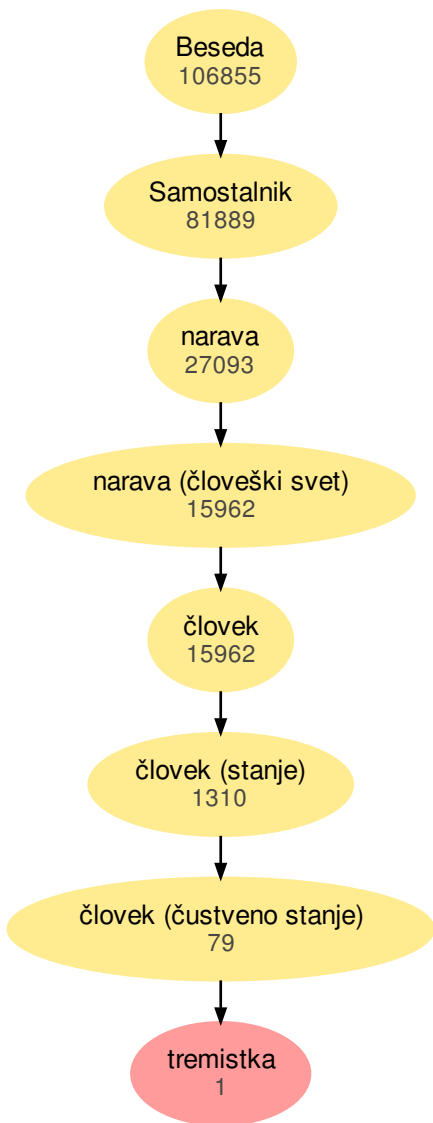 Beseda
106855
Samostalnik
81889
narava
27093
narava (človeški svet)
15962
človek
15962
človek (stanje)
1310
človek (čustveno stanje)
79
tremistka
1